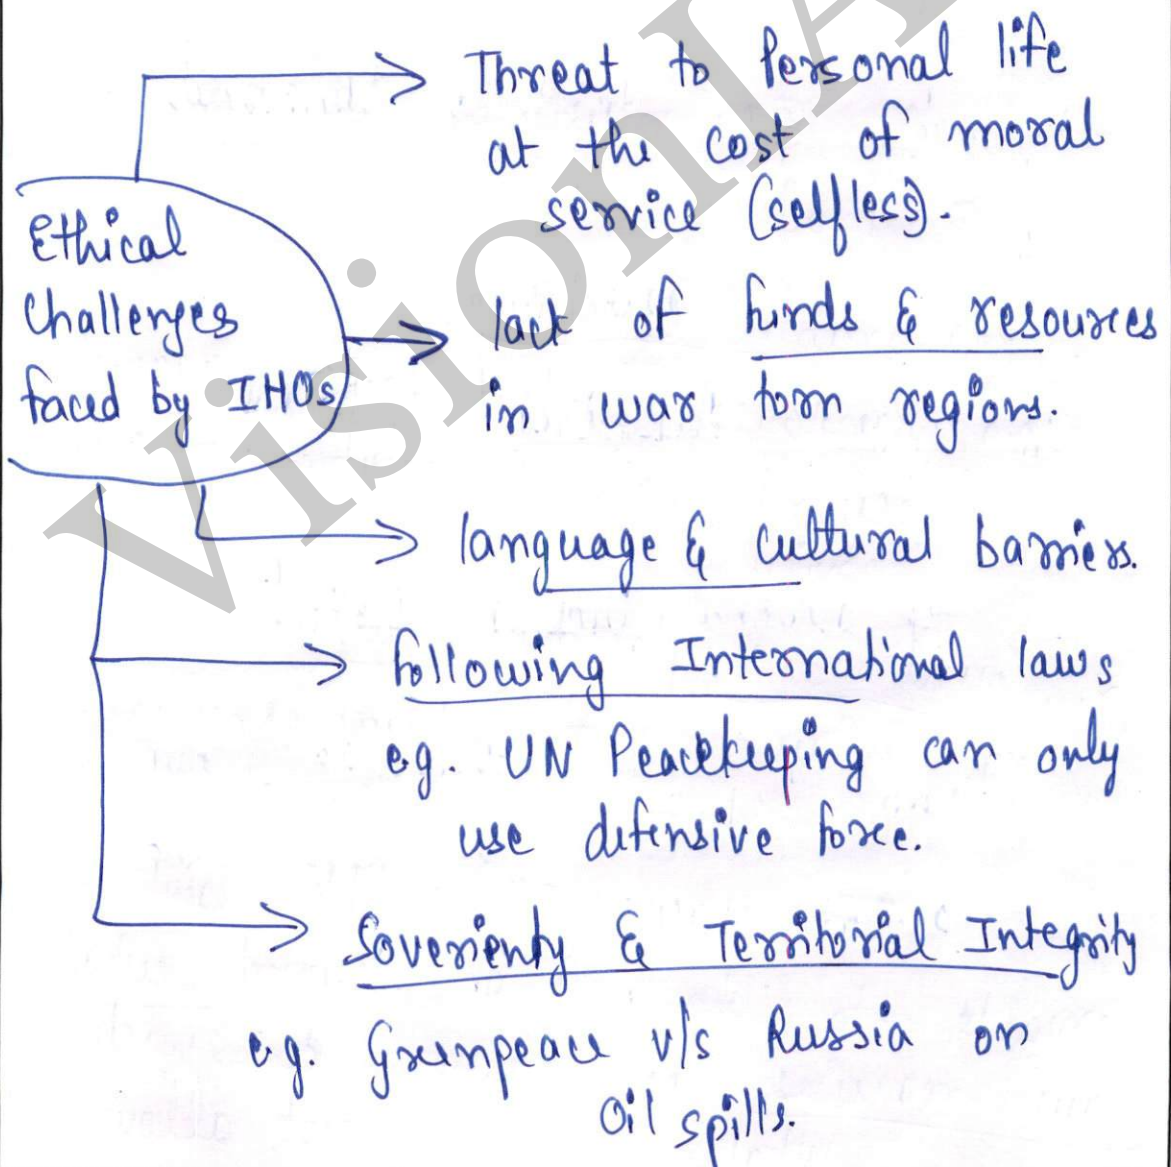 Threat to Personal life
at the cost of moral
service (selfless).
Ethical
Challenges
faced by IHOs
lack of funds & resources
in war torn regions.
language & cultural barriers.
following International laws
eg. UN Peacekeeping can only
use defensive force.
Soverienty & Territorial Integrity
eg. Greenpeace v/s Russia on
Oil spills.
VisionIA